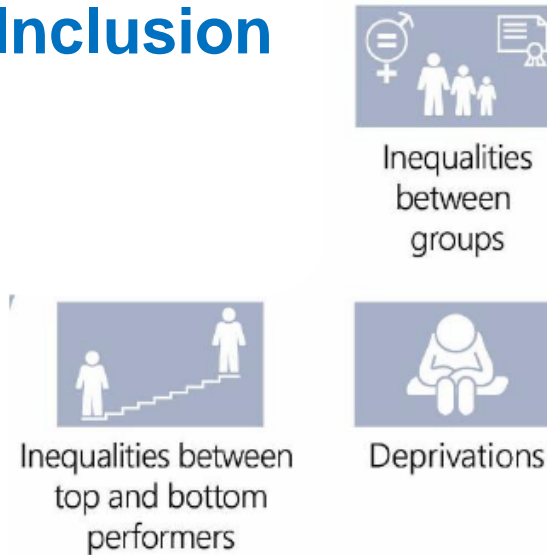 Inclusion
Inequalities
between
groups
Inequalities between
top and bottom
performers
Deprivations